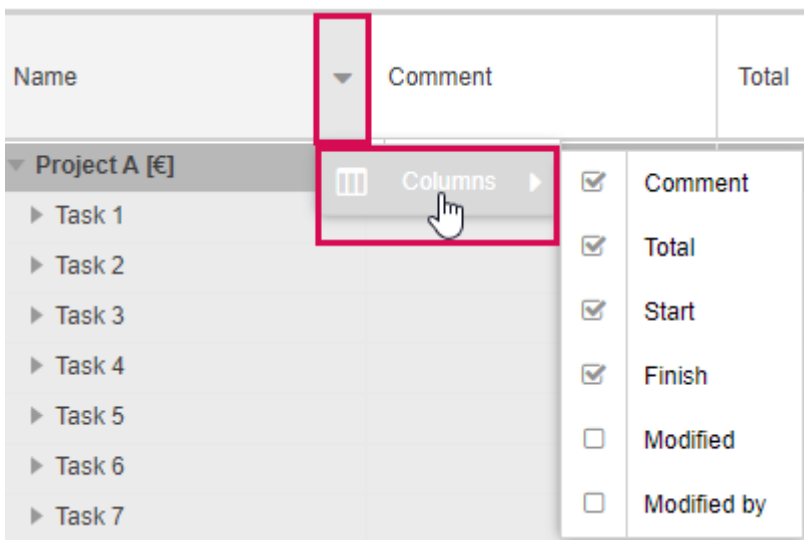 Name
Comment
Total
Project A [€]
Columns
Comment
Task 1
Total
Task 2
Task 3
Start
Task 4
Finish
Task 5
Modified
Task 6
Modified by
Task 7